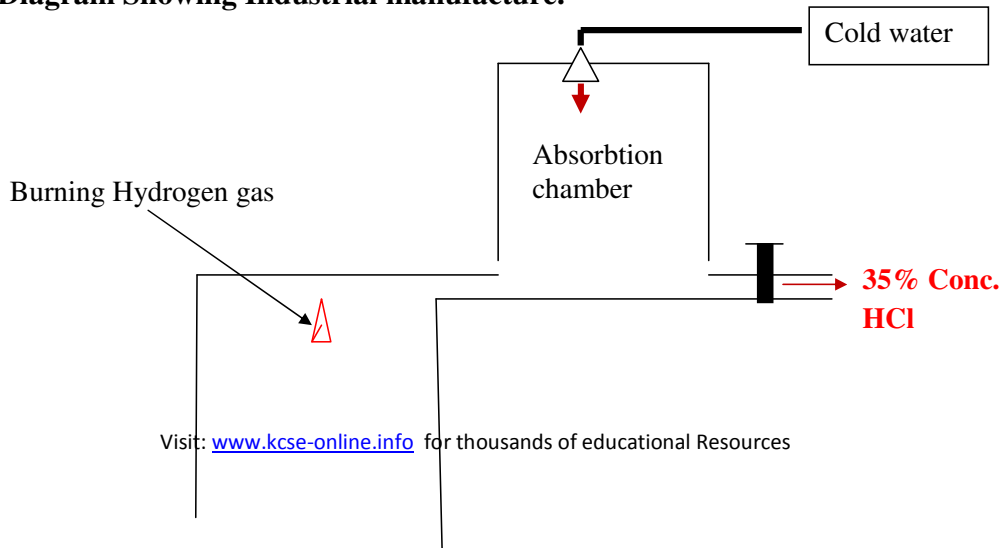 Diagram Showing Industrial manufacture.
Cold water
Absorbtion
chamber
Burning Hydrogen gas
35% Conc.
HCl
Visit: www.kcse-online.info for thousands of educational Resources